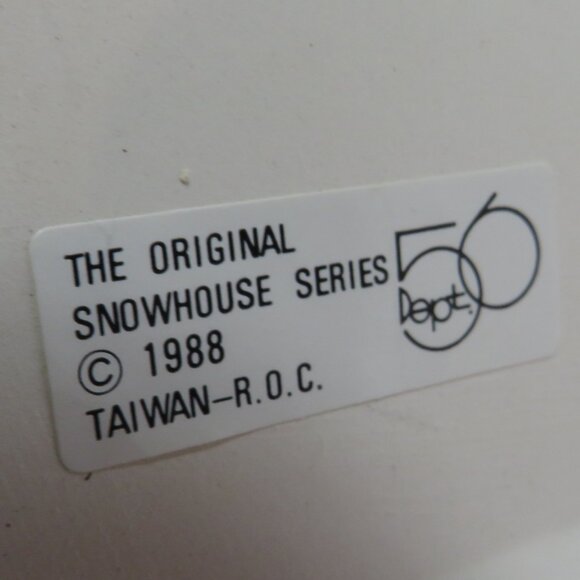 THE ORIGINAL
SNOWHOUSE SERIES
© 1988
TAIWAN-R.O.C.
Dept. 56